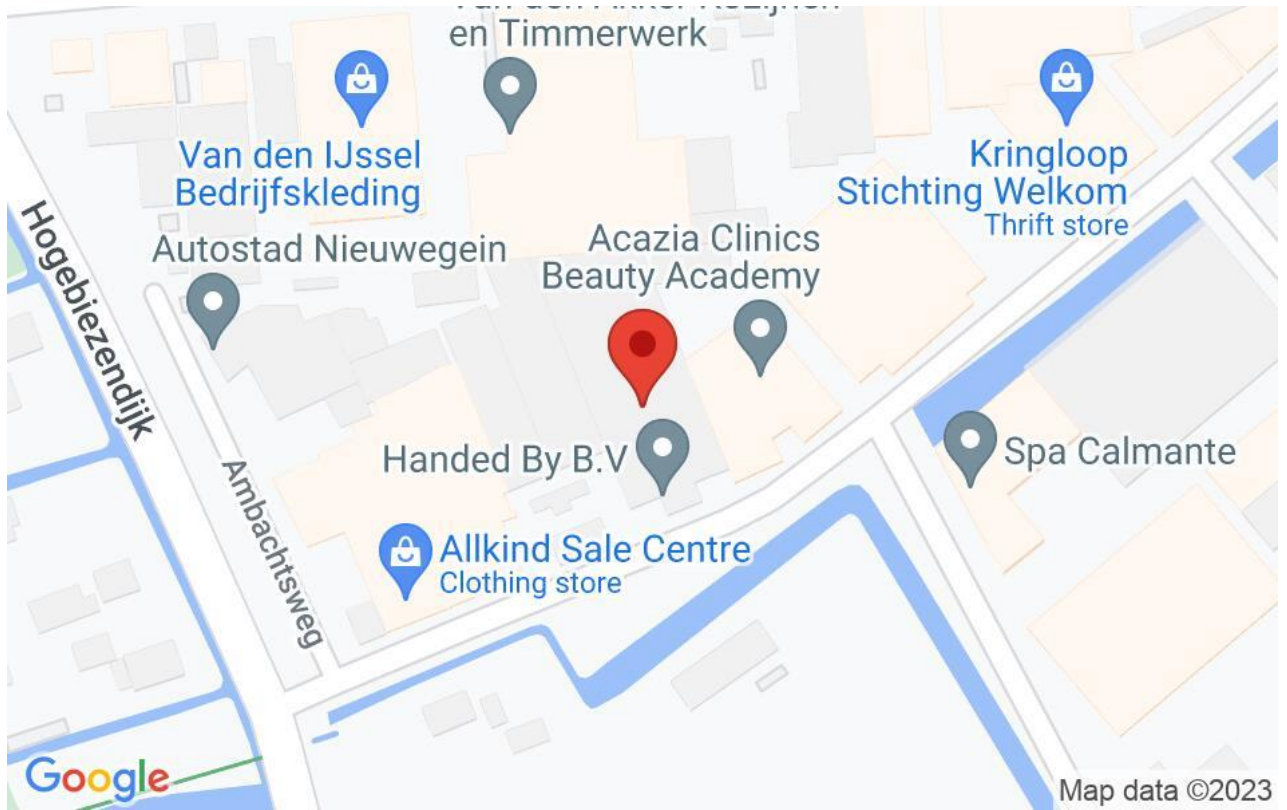 en Timmerwerk
Van den IJssel
Bedrijfskleding
Kringloop
Stichting Welkom
Thrift store
Hogebiezendijk
Autostad Nieuwegein
Acazia Clinics
Beauty Academy
Ambachtsweg
Handed By B.V
Spa Calmante
Allkind Sale Centre
Clothing store
Google
Map data ©2023